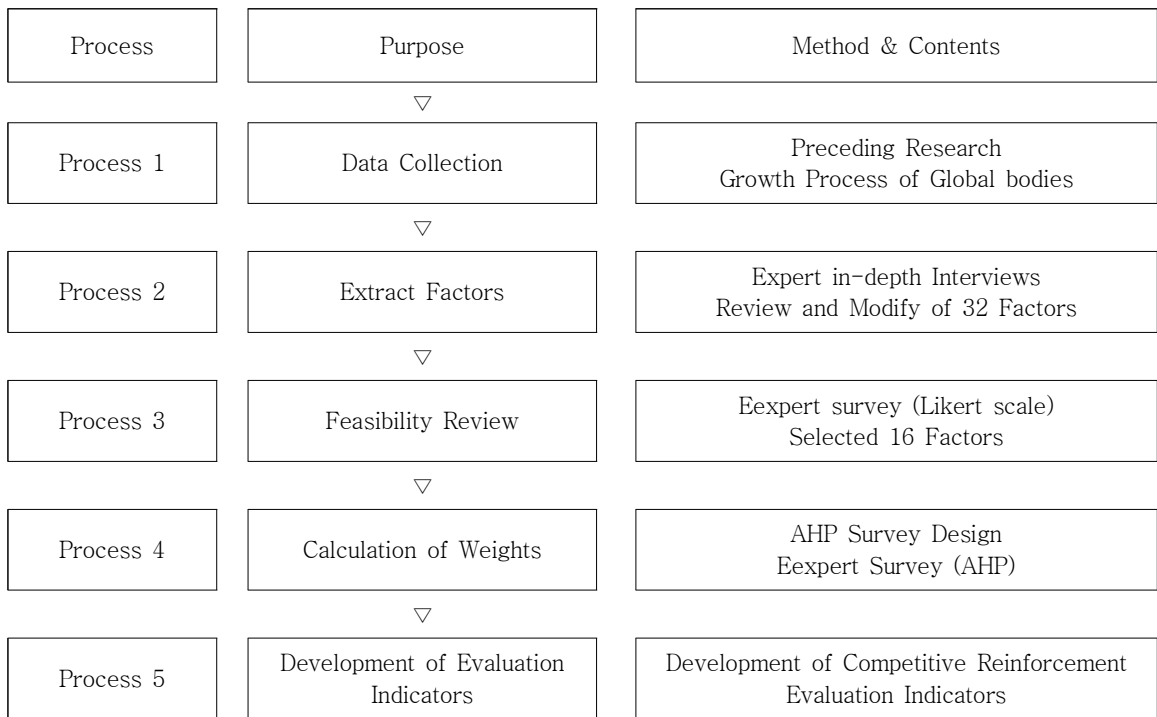 Process
Purpose
Method & Contents
▽
Process 1
Data Collection
Preceding Research
Growth Process of Global bodies
▽
Process 2
Extract Factors
Expert in-depth Interviews
Review and Modify of 32 Factors
▽
Process 3
Feasibility Review
Eexpert survey (Likert scale)
Selected 16 Factors
▽
Process 4
Calculation of Weights
AHP Survey Design
Eexpert Survey (AHP)
▽
Process 5
Development of Evaluation
Indicators
Development of Competitive Reinforcement
Evaluation Indicators